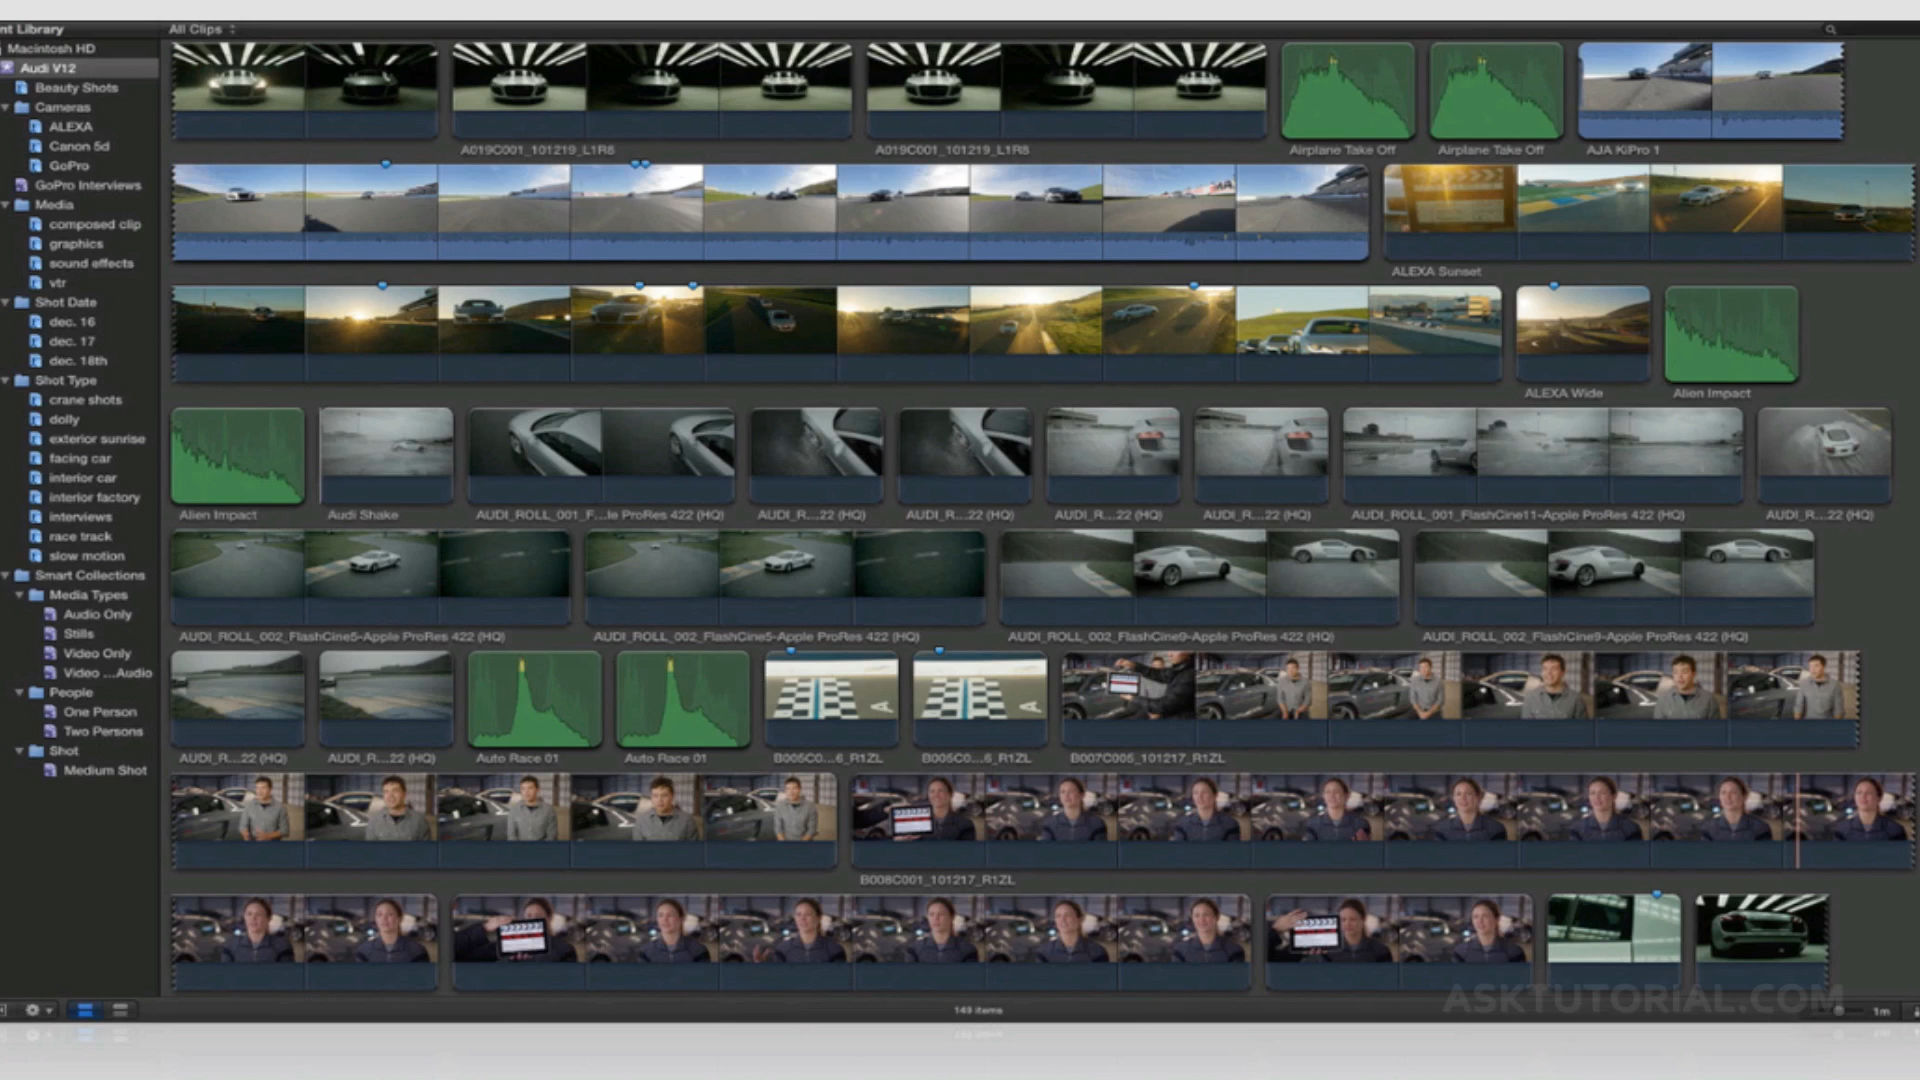 nt Library
All Clips
Macintosh HD
Audi V12
Beauty Shots
Cameras
ALEXA
Canon 5d
GoPro
GoPro Interviews
Media
composed clip
graphics
sound effects
vtr
Shot Date
dec. 16
dec. 17
dec. 18th
Shot Type
crane shots
dolly
exterior sunrise
facing car
interior car
interior factory
interviews
race track
slow motion
Smart Collections
Media Types
Audio Only
Stills
Video Only
Video ...Audio
People
One Person
Two Persons
Shot
Medium Shot
A019C001_101219_L1R8
A019C001_101219_L1R8
Airplane Take Off
Airplane Take Off
AJA KiPro 1
ALEXA Sunset
ALEXA Wide
Alien Impact
Alien Impact
Audi Shake
AUDI_ROLL_001_F...le ProRes 422 (HQ)
AUDI_R...22 (HQ)
AUDI_R...22 (HQ)
AUDI_R...22 (HQ)
AUDI_R...22 (HQ)
AUDI_ROLL_001_FlashCine11-Apple ProRes 422 (HQ)
AUDI_R...22 (HQ)
AUDI_ROLL_002_FlashCine5-Apple ProRes 422 (HQ)
AUDI_ROLL_002_FlashCine5-Apple ProRes 422 (HQ)
AUDI_ROLL_002_FlashCine9-Apple ProRes 422 (HQ)
AUDI_ROLL_002_FlashCine9-Apple ProRes 422 (HQ)
AUDI_R...22 (HQ)
AUDI_R...22 (HQ)
Auto Race 01
Auto Race 01
B005C0...6_R1ZL
B005C0...6_R1ZL
B007C005_101217_R1ZL
B008C001_101217_R1ZL
149 items
ASKTUTORIAL.COM
1m